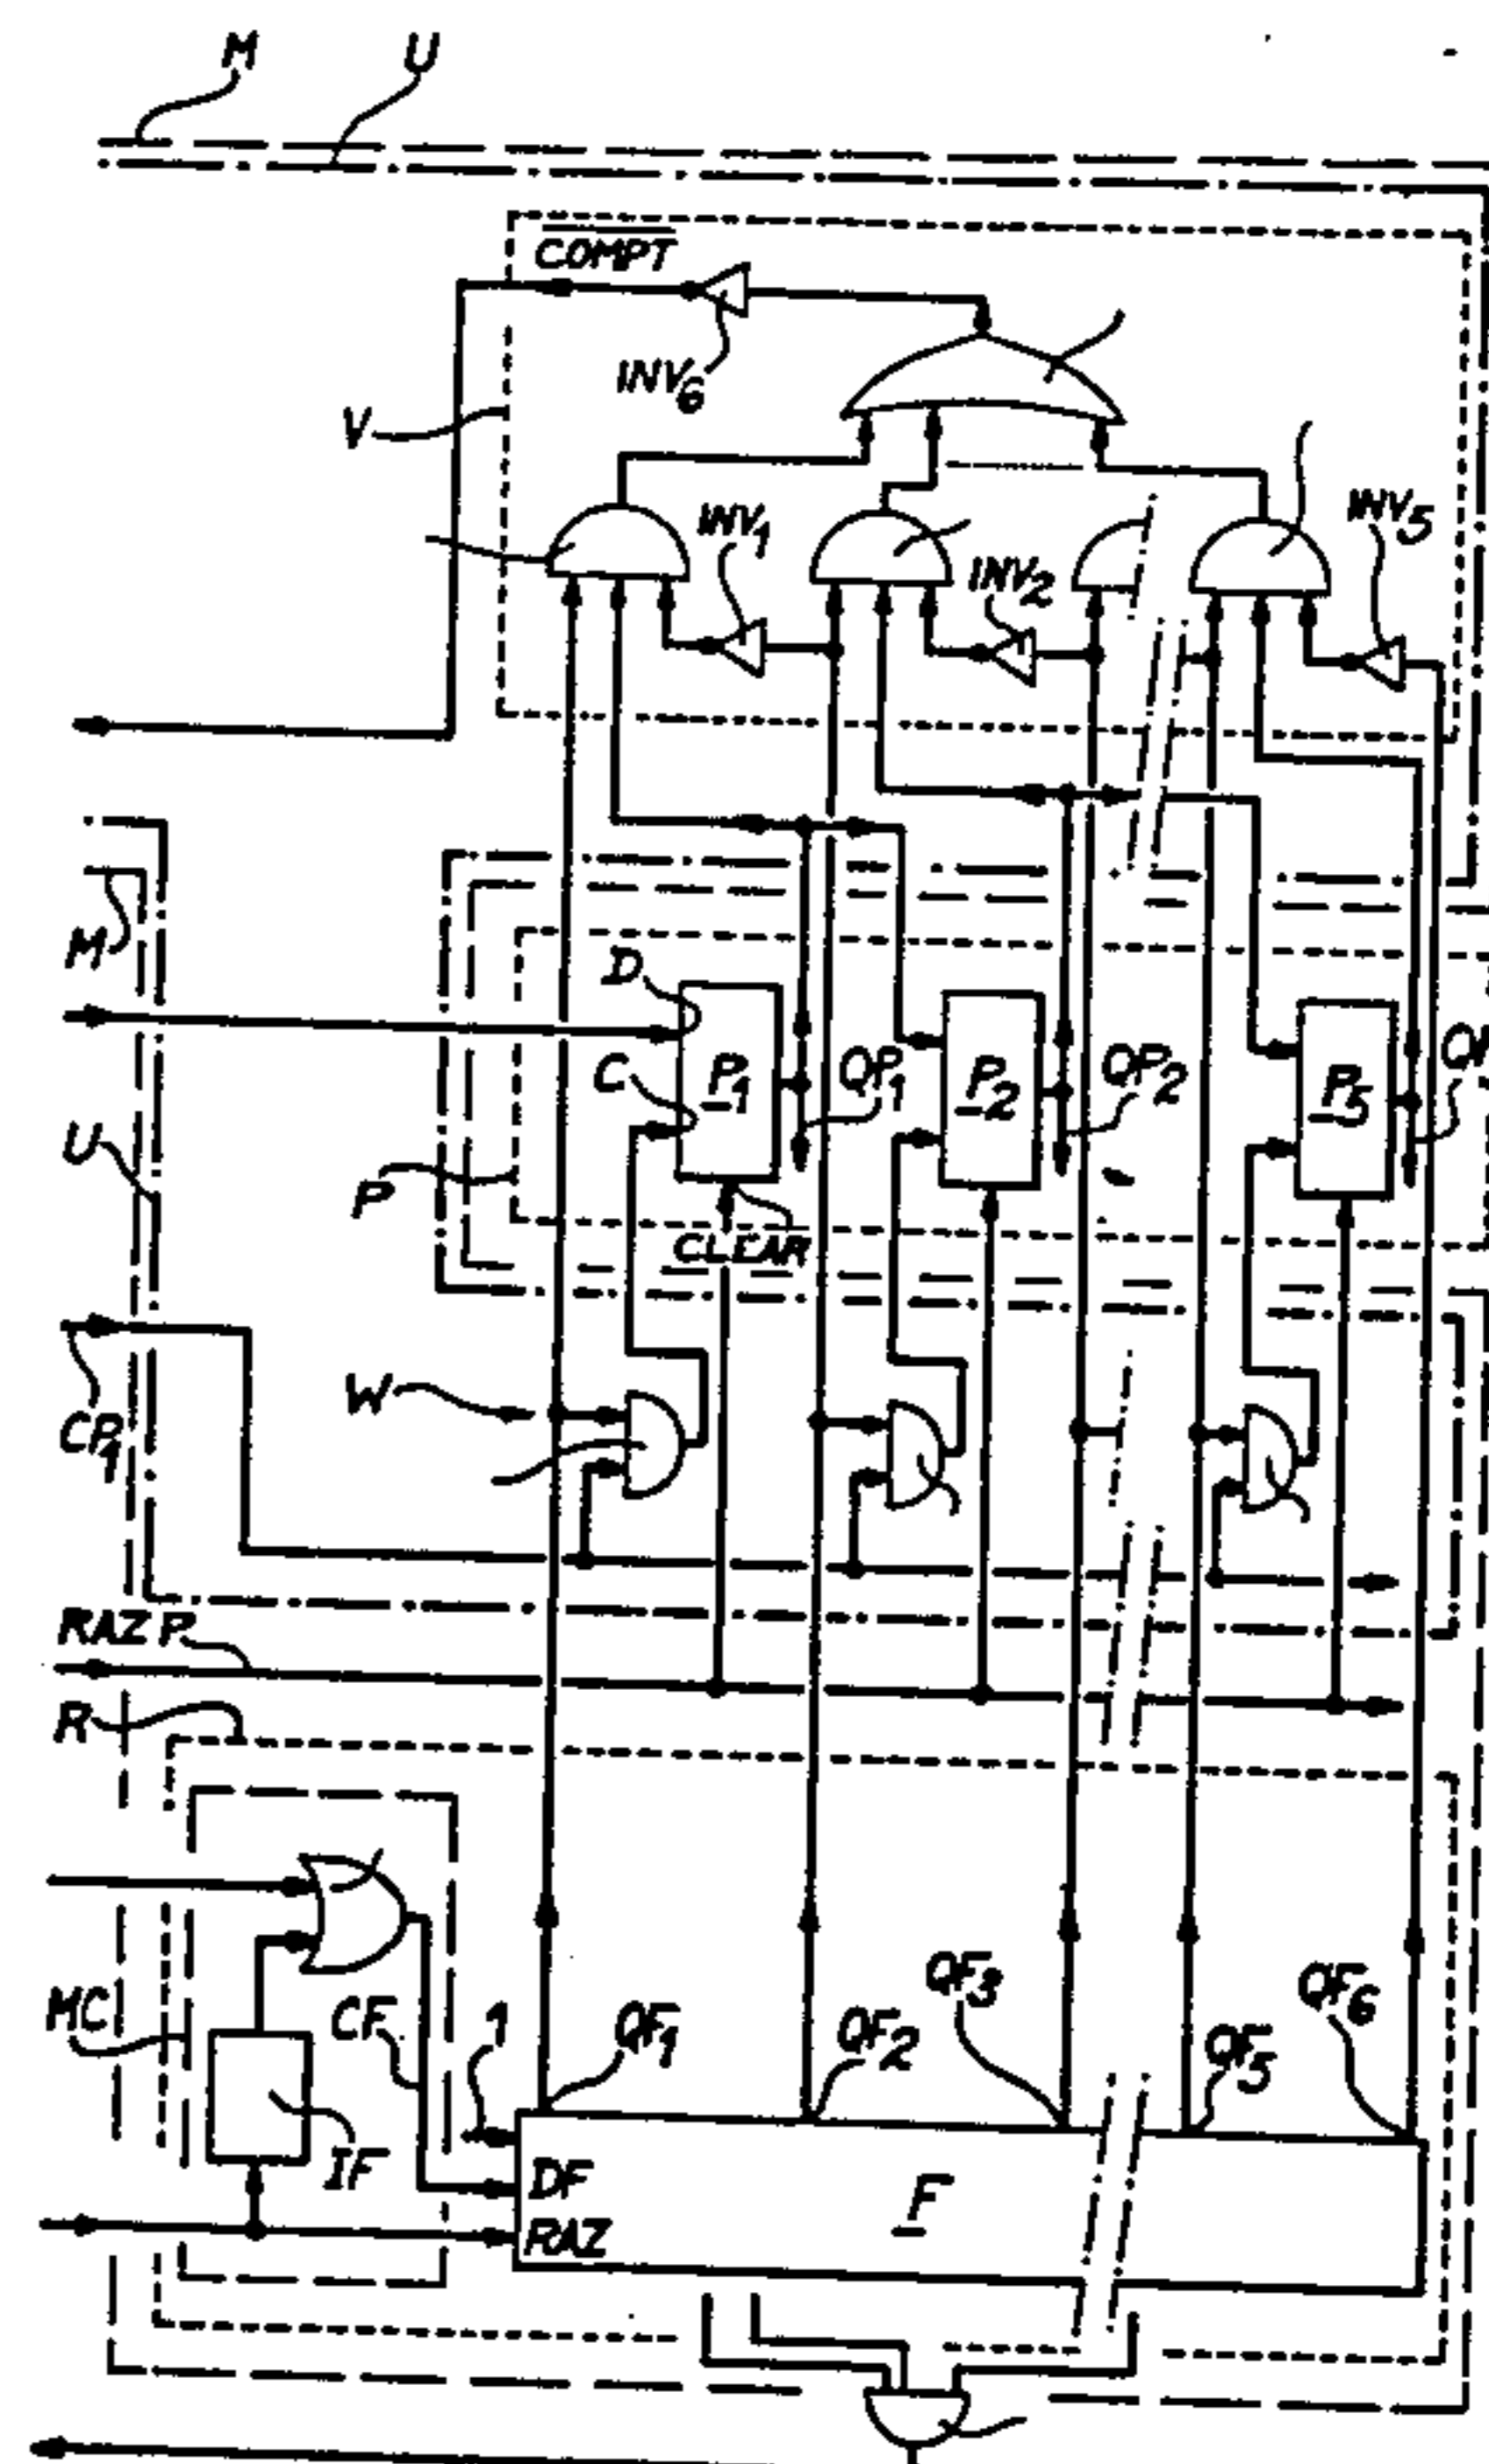 M U
COMPT
INV6
V
INV1
INV2
INV5
M
D
C P1 QP1 P2 QP2 P5
U
P
CLEAR
W
CP1
RAZ P
R
MC CF 1 QF1 QF2 QF3 QF5 QF6
IF
DF
F
RAZ